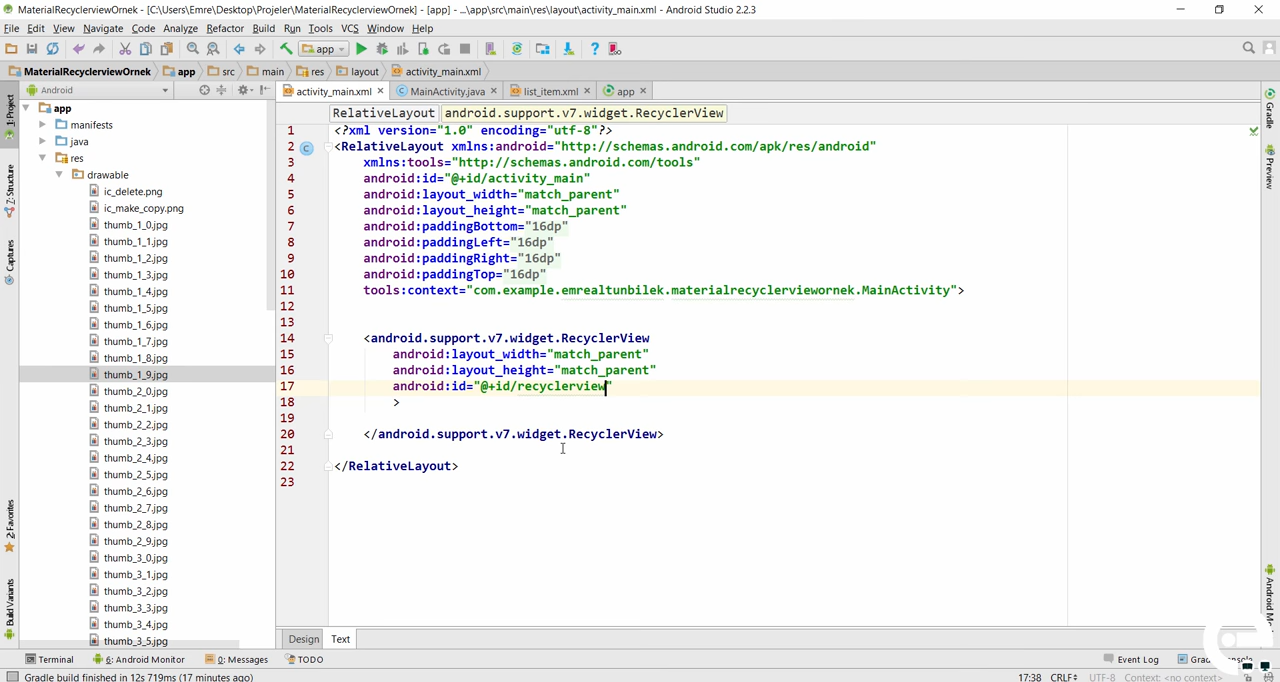 MaterialRecyclerviewOrnek - [C:\Users\Emre\Desktop\Projeler\MaterialRecyclerviewOrnek] - [app] - ...\app\src\main\res\layout\activity_main.xml - Android Studio 2.2.3
File Edit View Navigate Code Analyze Refactor Build Run Tools VCS Window Help
app
MaterialRecyclerviewOrnek app src main res layout activity_main.xml
Android
activity_main.xml MainActivity.java list_item.xml app
RelativeLayout android.support.v7.widget.RecyclerView
1: Project
Z: Structure
Captures
2: Favorites
Build Variants
app
manifests
java
res
drawable
ic_delete.png
ic_make_copy.png
thumb_1_0.jpg
thumb_1_1.jpg
thumb_1_2.jpg
thumb_1_3.jpg
thumb_1_4.jpg
thumb_1_5.jpg
thumb_1_6.jpg
thumb_1_7.jpg
thumb_1_8.jpg
thumb_1_9.jpg
thumb_2_0.jpg
thumb_2_1.jpg
thumb_2_2.jpg
thumb_2_3.jpg
thumb_2_4.jpg
thumb_2_5.jpg
thumb_2_6.jpg
thumb_2_7.jpg
thumb_2_8.jpg
thumb_2_9.jpg
thumb_3_0.jpg
thumb_3_1.jpg
thumb_3_2.jpg
thumb_3_3.jpg
thumb_3_4.jpg
thumb_3_5.jpg
1 <?xml version="1.0" encoding="utf-8"?>
2 <RelativeLayout xmlns:android="http://schemas.android.com/apk/res/android"
3 xmlns:tools="http://schemas.android.com/tools"
4 android:id="@+id/activity_main"
5 android:layout_width="match_parent"
6 android:layout_height="match_parent"
7 android:paddingBottom="16dp"
8 android:paddingLeft="16dp"
9 android:paddingRight="16dp"
10 android:paddingTop="16dp"
11 tools:context="com.example.emrealtunbilek.materialrecyclerviewornek.MainActivity">
12
13
14 <android.support.v7.widget.RecyclerView
15 android:layout_width="match_parent"
16 android:layout_height="match_parent"
17 android:id="@+id/recyclerview"
18 >
19
20 </android.support.v7.widget.RecyclerView>
21
22 </RelativeLayout>
23
Gradle
Preview
Design Text
Terminal 6: Android Monitor 0: Messages TODO Event Log
Gradle build finished in 12s 719ms (17 minutes ago) 17:38 CRLF UTF-8 Context: <no context>